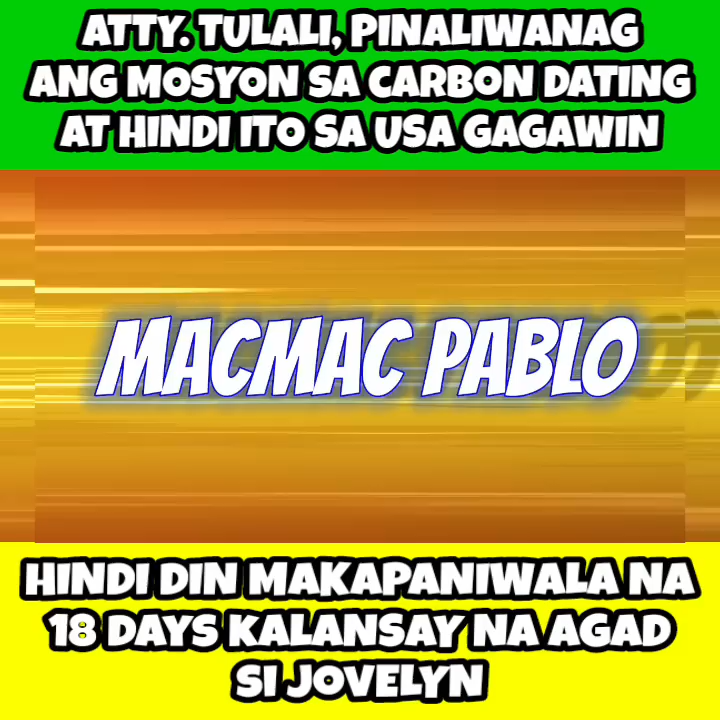 ATTY. TULALI, PINALIWANAG
ANG MOSYON SA CARBON DATING
AT HINDI ITO SA USA GAGAWIN
MACMAC PABLO
HINDI DIN MAKAPANIWALA NA
18 DAYS KALANSAY NA AGAD
SI JOVELYN